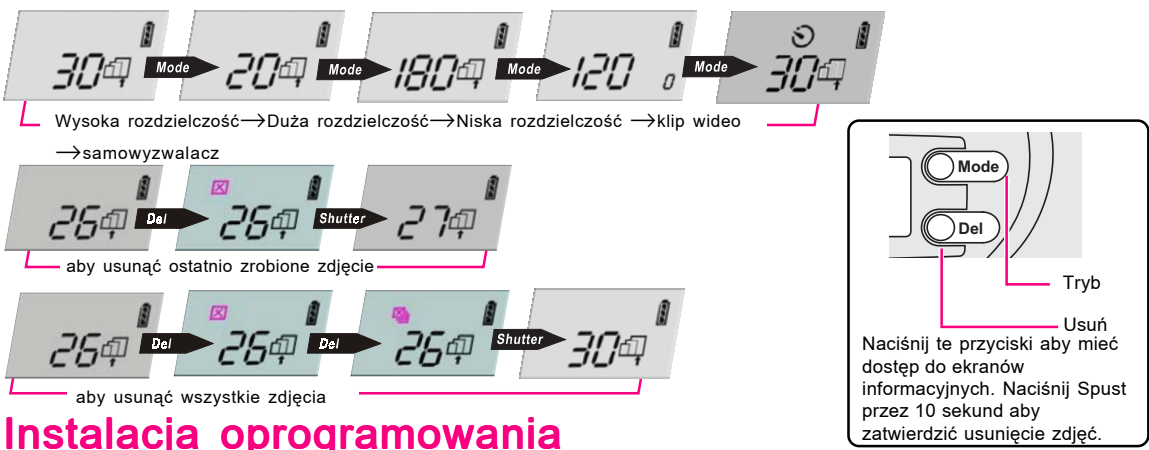 30 Mode 20 Mode 180 Mode 120 0 Mode 30
Wysoka rozdzielczość→Duża rozdzielczość→Niska rozdzielczość →klip wideo
→samowyzwalacz
26 Del 26 Shutter 27
aby usunąć ostatnio zrobione zdjęcie
26 Del 26 Del 26 Shutter 30
aby usunąć wszystkie zdjęcia
Mode
Del
Tryb
Usuń
Naciśnij te przyciski aby mieć
dostęp do ekranów
informacyjnych. Naciśnij Spust
przez 10 sekund aby
zatwierdzić usunięcie zdjęć.
Instalacja oprogramowania